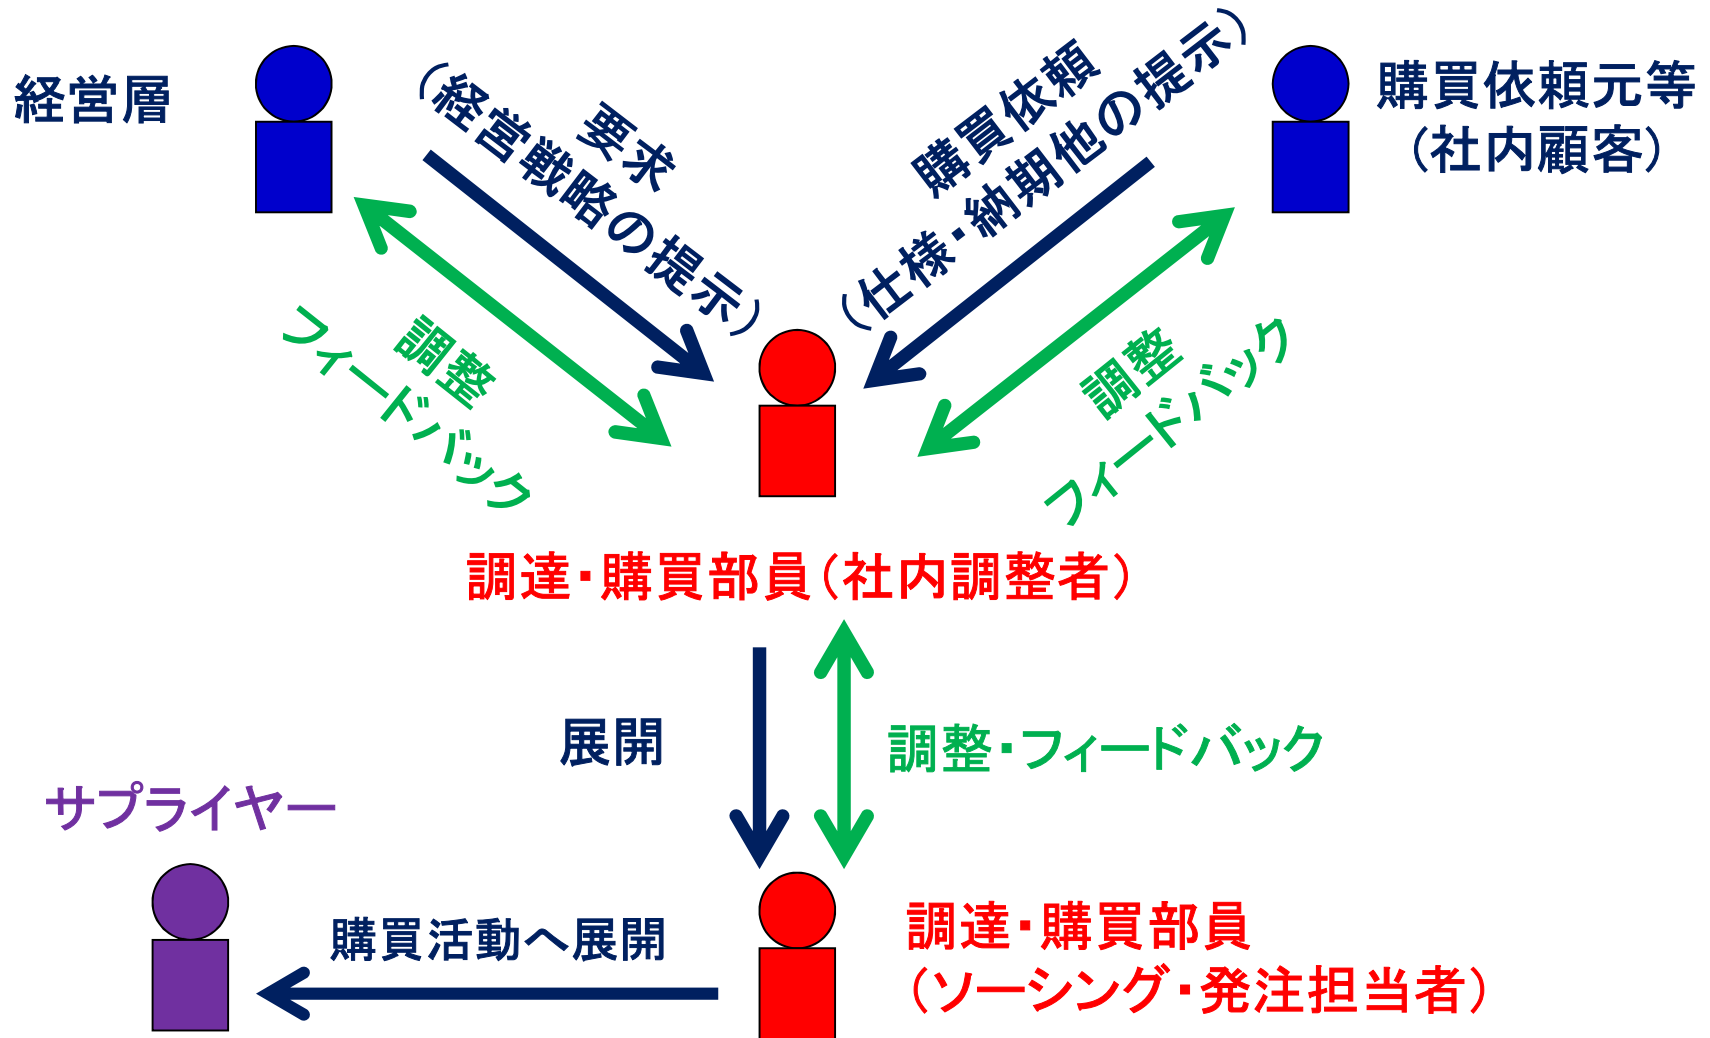 経営層
要求
（経営戦略の提示）
購買依頼
（仕様・納期他の提示）
購買依頼元等
（社内顧客）
調整
フィードバック
調整
フィードバック
調達・購買部員（社内調整者）
展開
調整・フィードバック
サプライヤー
購買活動へ展開
調達・購買部員
（ソーシング・発注担当者）